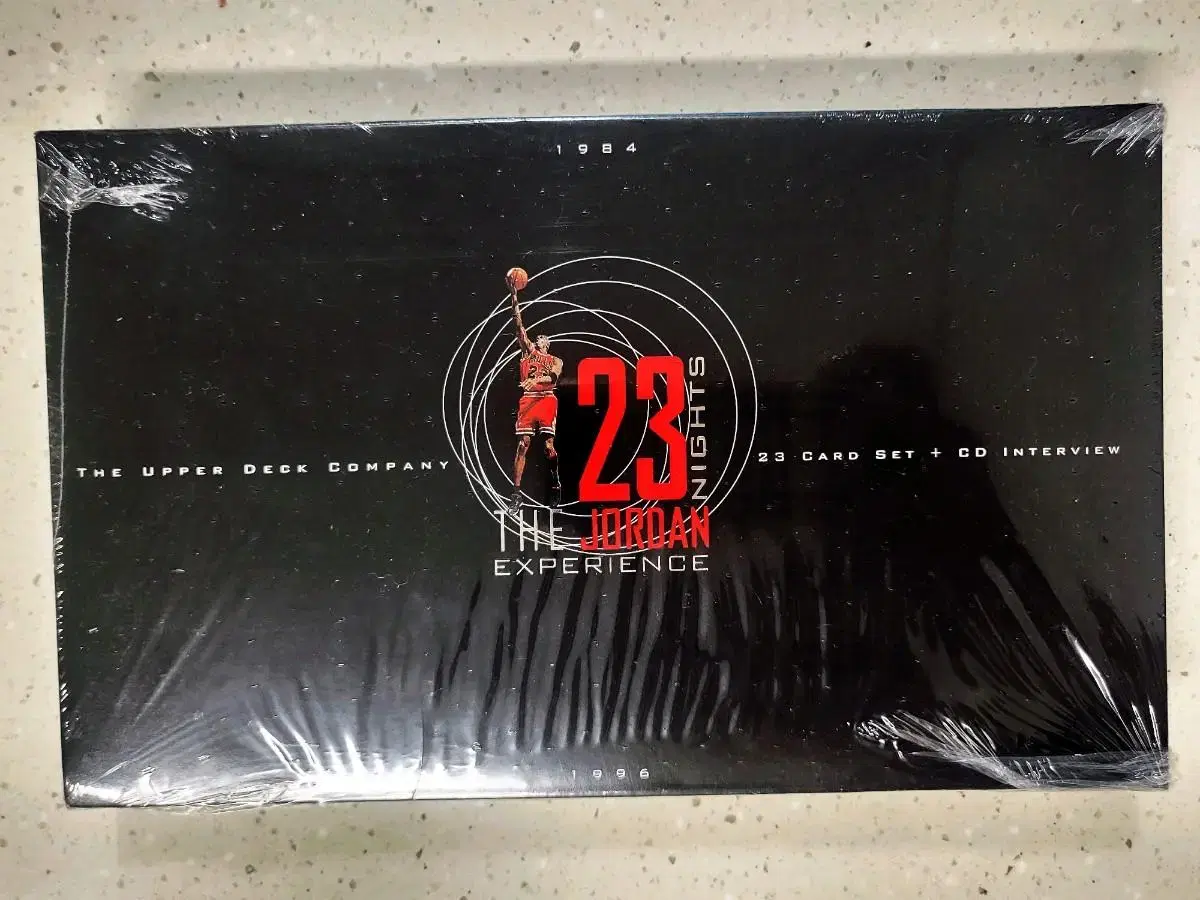 1984
23
NIGHTS
THE UPPER DECK COMPANY
23 CARD SET + CD INTERVIEW
THE JORDAN
EXPERIENCE
1996